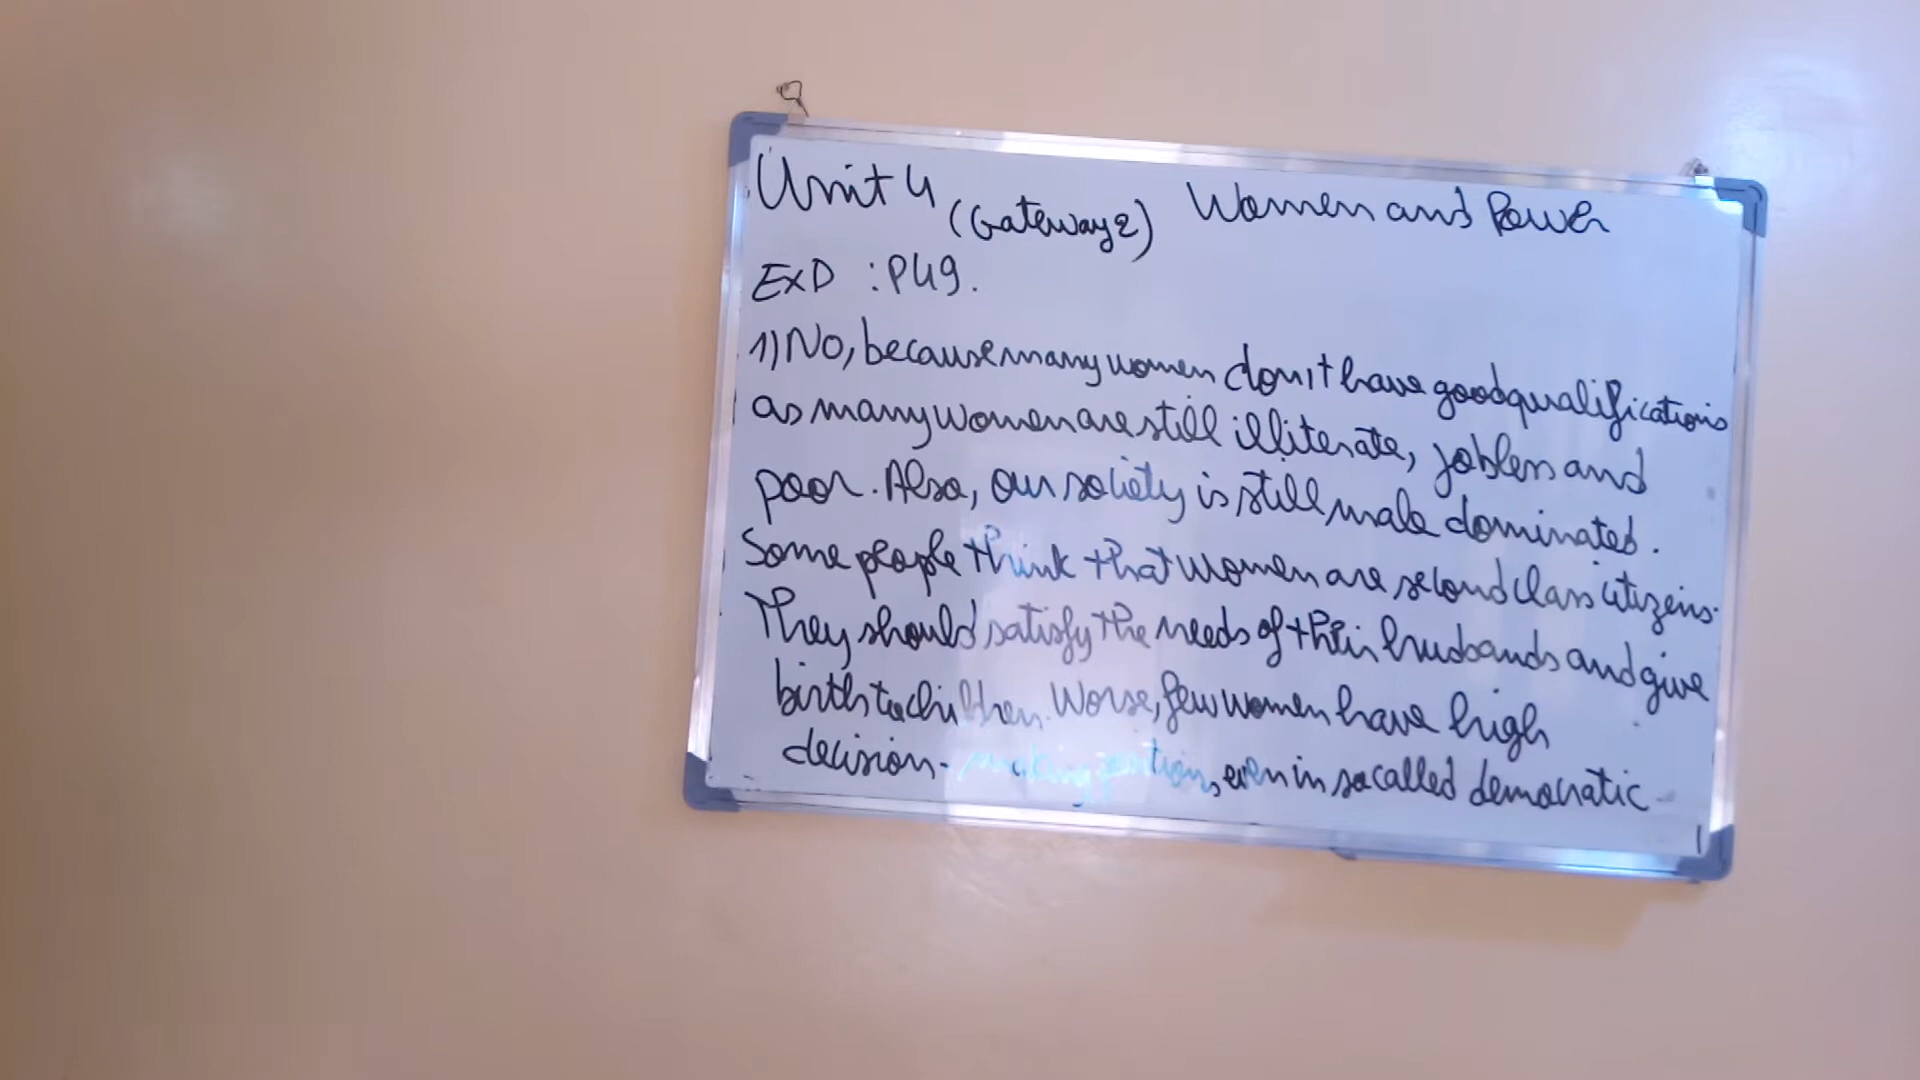 Unit 4 (Gateway 2) Women and Power
Ex D : P49.
1) No, because many women don't have good qualifications
as many women are still illiterate, jobless and
poor. Also, our society is still male dominated.
Some people think that women are second class citizens.
They should satisfy the needs of their husbands and give
birth to children. Worse, few women have high
decision-making positions, even in so called democratic